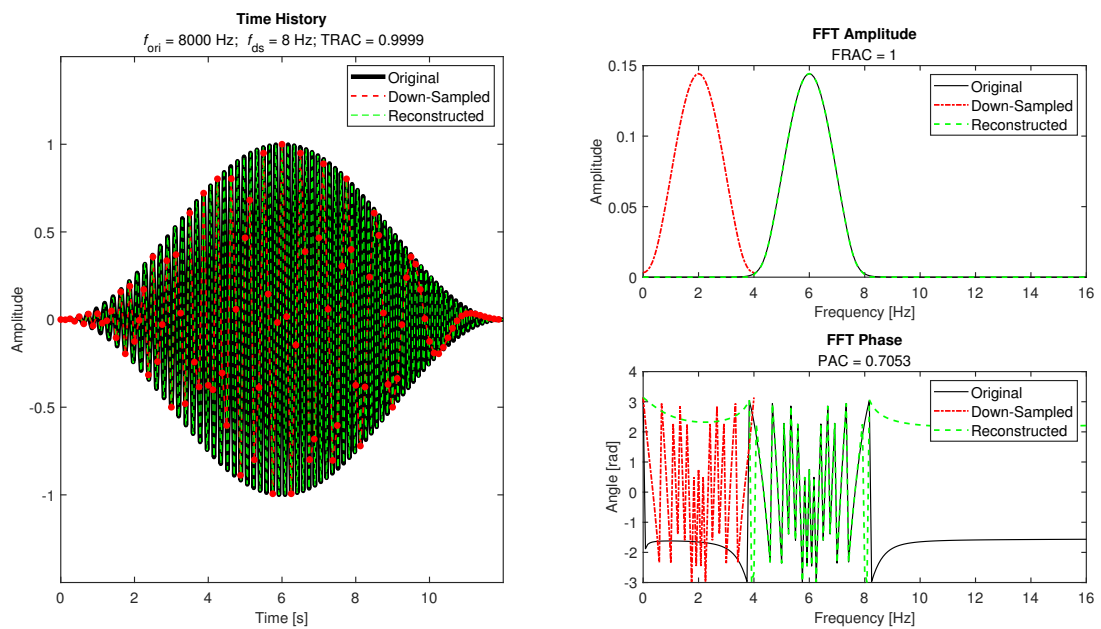 Time History
f_ori = 8000 Hz; f_ds = 8 Hz; TRAC = 0.9999
Original
Down-Sampled
Reconstructed
1
0.5
0
-0.5
-1
Amplitude
0 2 4 6 8 10
Time [s]
FFT Amplitude
FRAC = 1
Original
Down-Sampled
Reconstructed
0.15
0.1
0.05
0
Amplitude
0 2 4 6 8 10 12 14 16
Frequency [Hz]
FFT Phase
PAC = 0.7053
Original
Down-Sampled
Reconstructed
4
3
2
1
0
-1
-2
-3
Angle [rad]
0 2 4 6 8 10 12 14 16
Frequency [Hz]